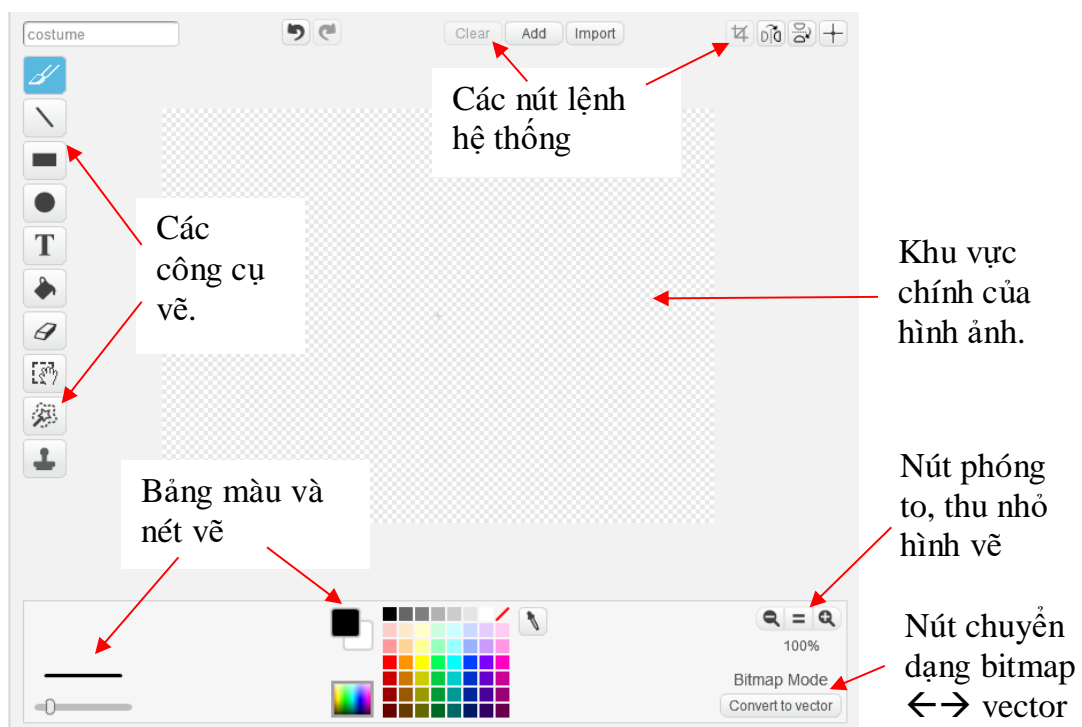 costume
Clear
Add
Import
Các nút lệnh
hệ thống
T
Các
công cụ
vẽ.
Khu vực
chính của
hình ảnh.
Bảng màu và
nét vẽ
Nút phóng
to, thu nhỏ
hình vẽ
100%
Bitmap Mode
Convert to vector
Nút chuyển
dạng bitmap
←→ vector